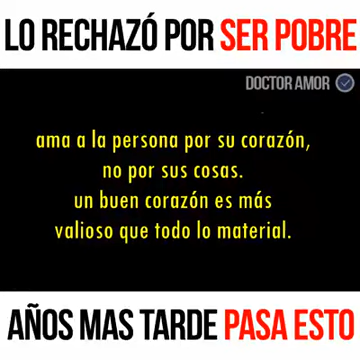 LO RECHAZÓ POR SER POBRE
DOCTOR AMOR
ama a la persona por su corazón,
no por sus cosas.
un buen corazón es más
valioso que todo lo material.
AÑOS MAS TARDE PASA ESTO